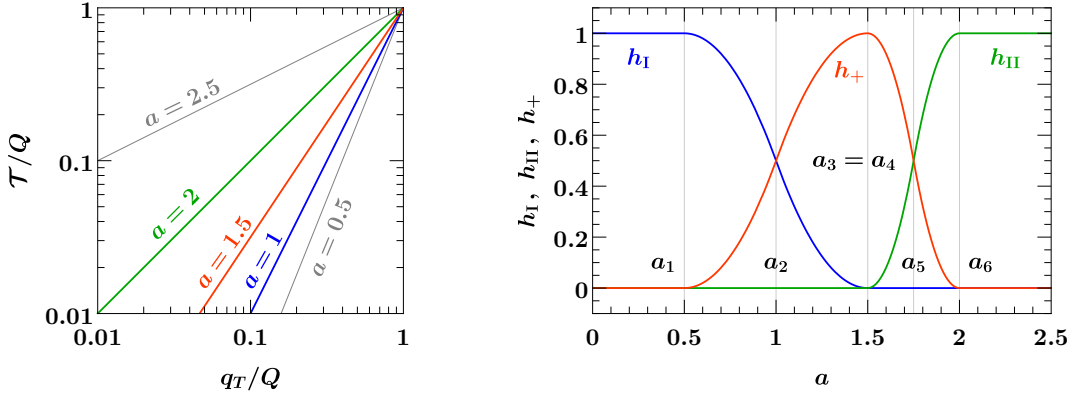 1
0.1
0.01
0.01
0.1
1
𝒯/Q
q_T/Q
a = 2.5
a = 2
a = 1.5
a = 1
a = 0.5
1
0.8
0.6
0.4
0.2
0
0
0.5
1
1.5
2
2.5
h_I , h_II , h_+
a
h_I
h_+
h_II
a_3 = a_4
a_1
a_2
a_5
a_6